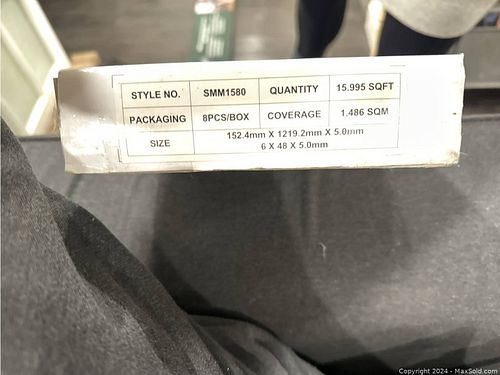 STYLE NO. SMM1580 QUANTITY 15.995 SQFT
PACKAGING 8PCS/BOX COVERAGE 1.486 SQM
SIZE 152.4mm X 1219.2mm X 5.0mm
6 X 48 X 5.0mm
Copyright 2024 - MaxSold.com